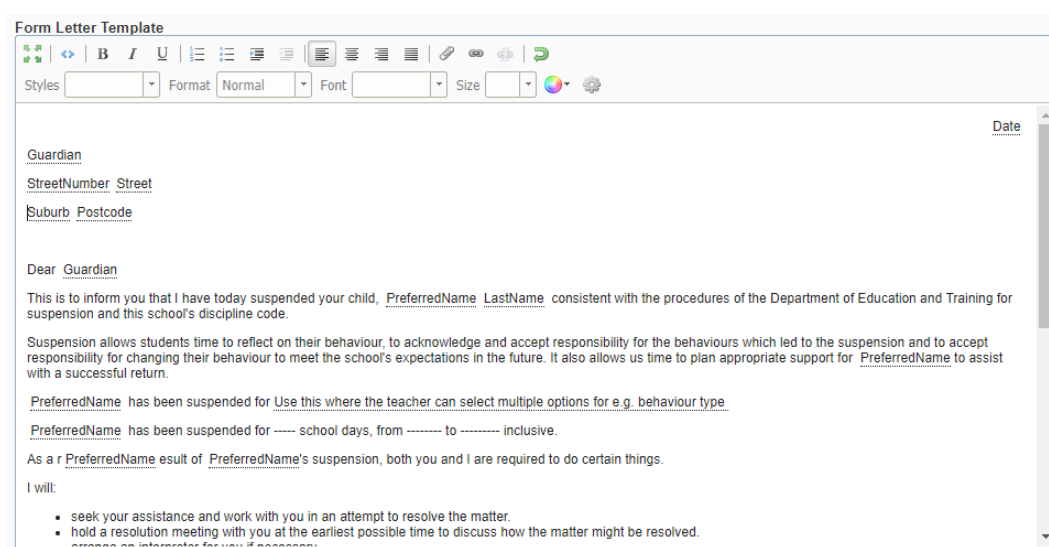 Form Letter Template
B I U
Styles Format Normal Font Size
Date
Guardian
StreetNumber Street
Suburb Postcode
Dear Guardian
This is to inform you that I have today suspended your child, PreferredName LastName consistent with the procedures of the Department of Education and Training for
suspension and this school's discipline code.
Suspension allows students time to reflect on their behaviour, to acknowledge and accept responsibility for the behaviours which led to the suspension and to accept
responsibility for changing their behaviour to meet the school's expectations in the future. It also allows us time to plan appropriate support for PreferredName to assist
with a successful return.
PreferredName has been suspended for Use this where the teacher can select multiple options for e.g. behaviour type
PreferredName has been suspended for ----- school days, from -------- to --------- inclusive.
As a r PreferredName esult of PreferredName's suspension, both you and I are required to do certain things.
I will:
• seek your assistance and work with you in an attempt to resolve the matter.
• hold a resolution meeting with you at the earliest possible time to discuss how the matter might be resolved.
• arrange an interpreter for you if necessary